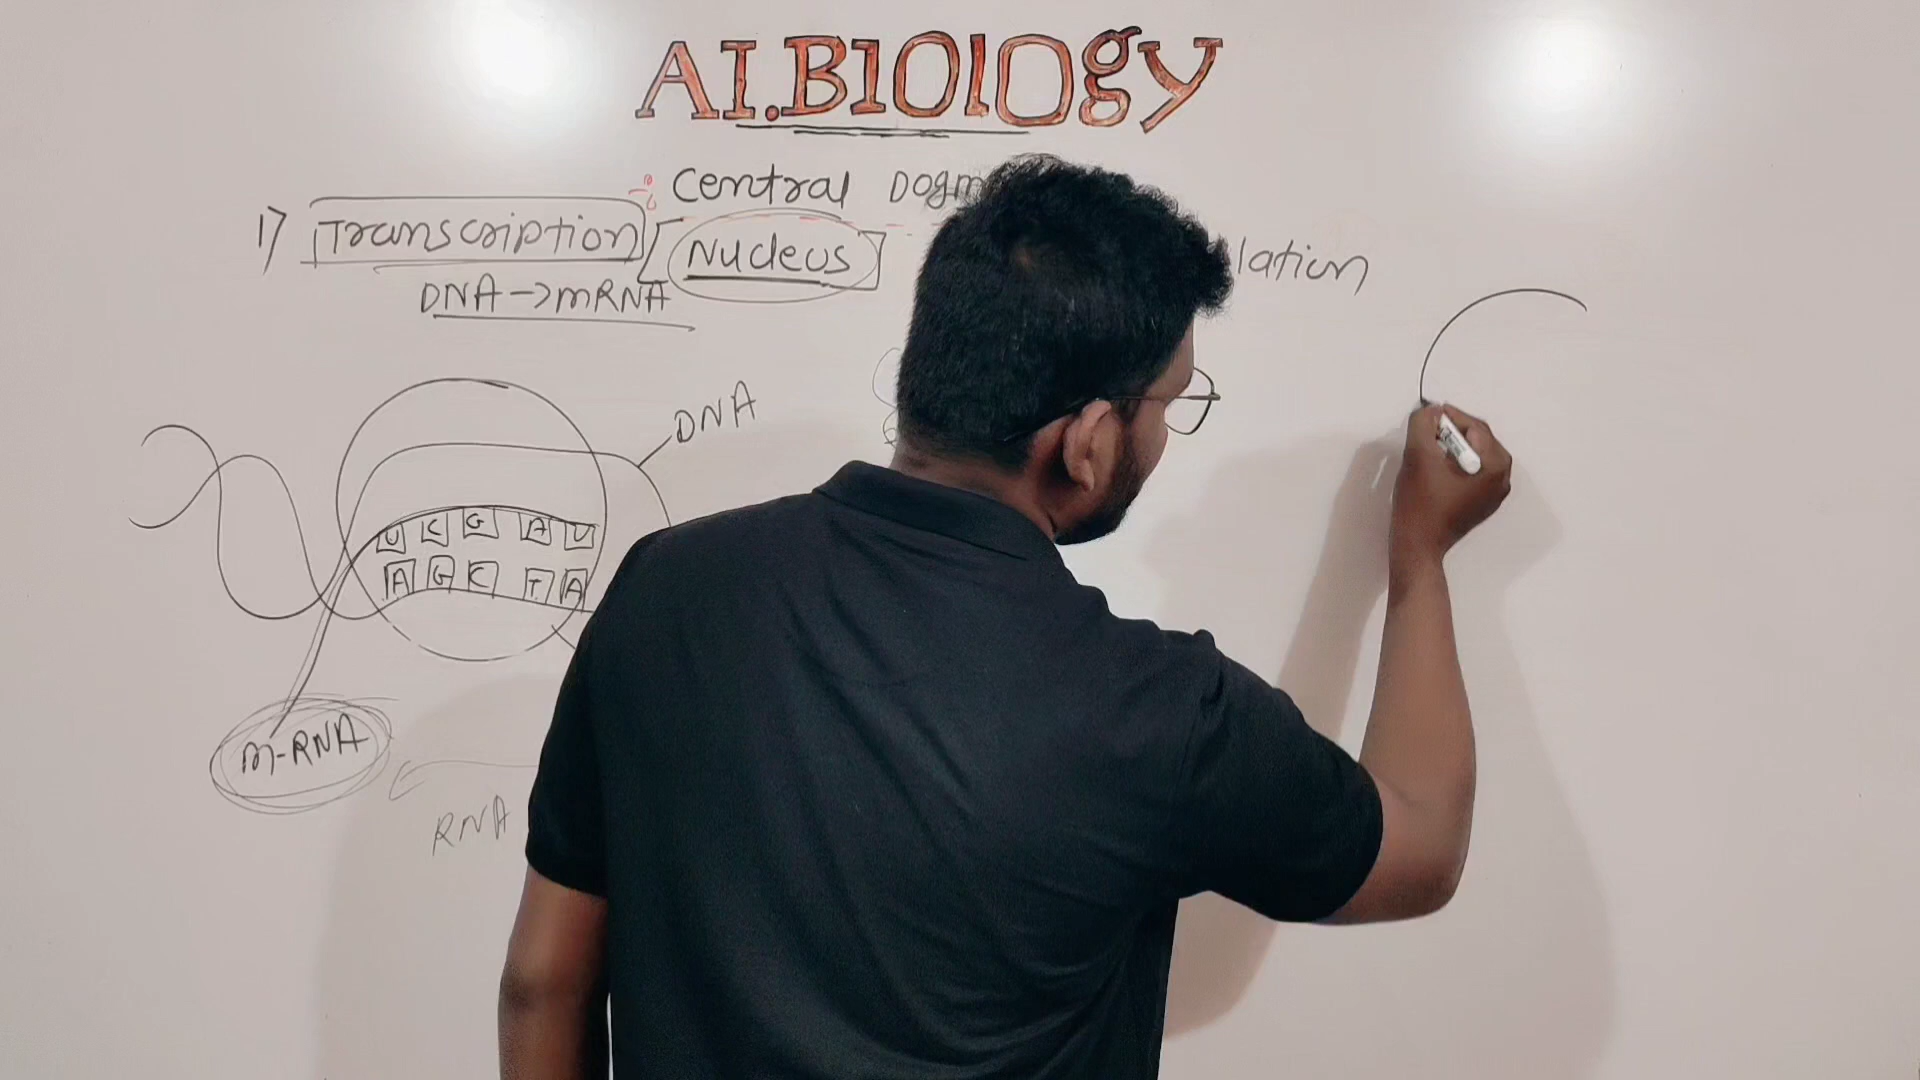 AI.BIOlOgy
: Central Dogm
1) Transcription [Nucleus]
lation
DNA→mRNA
DNA
U C G A U
A G C T A
m-RNA
RNA